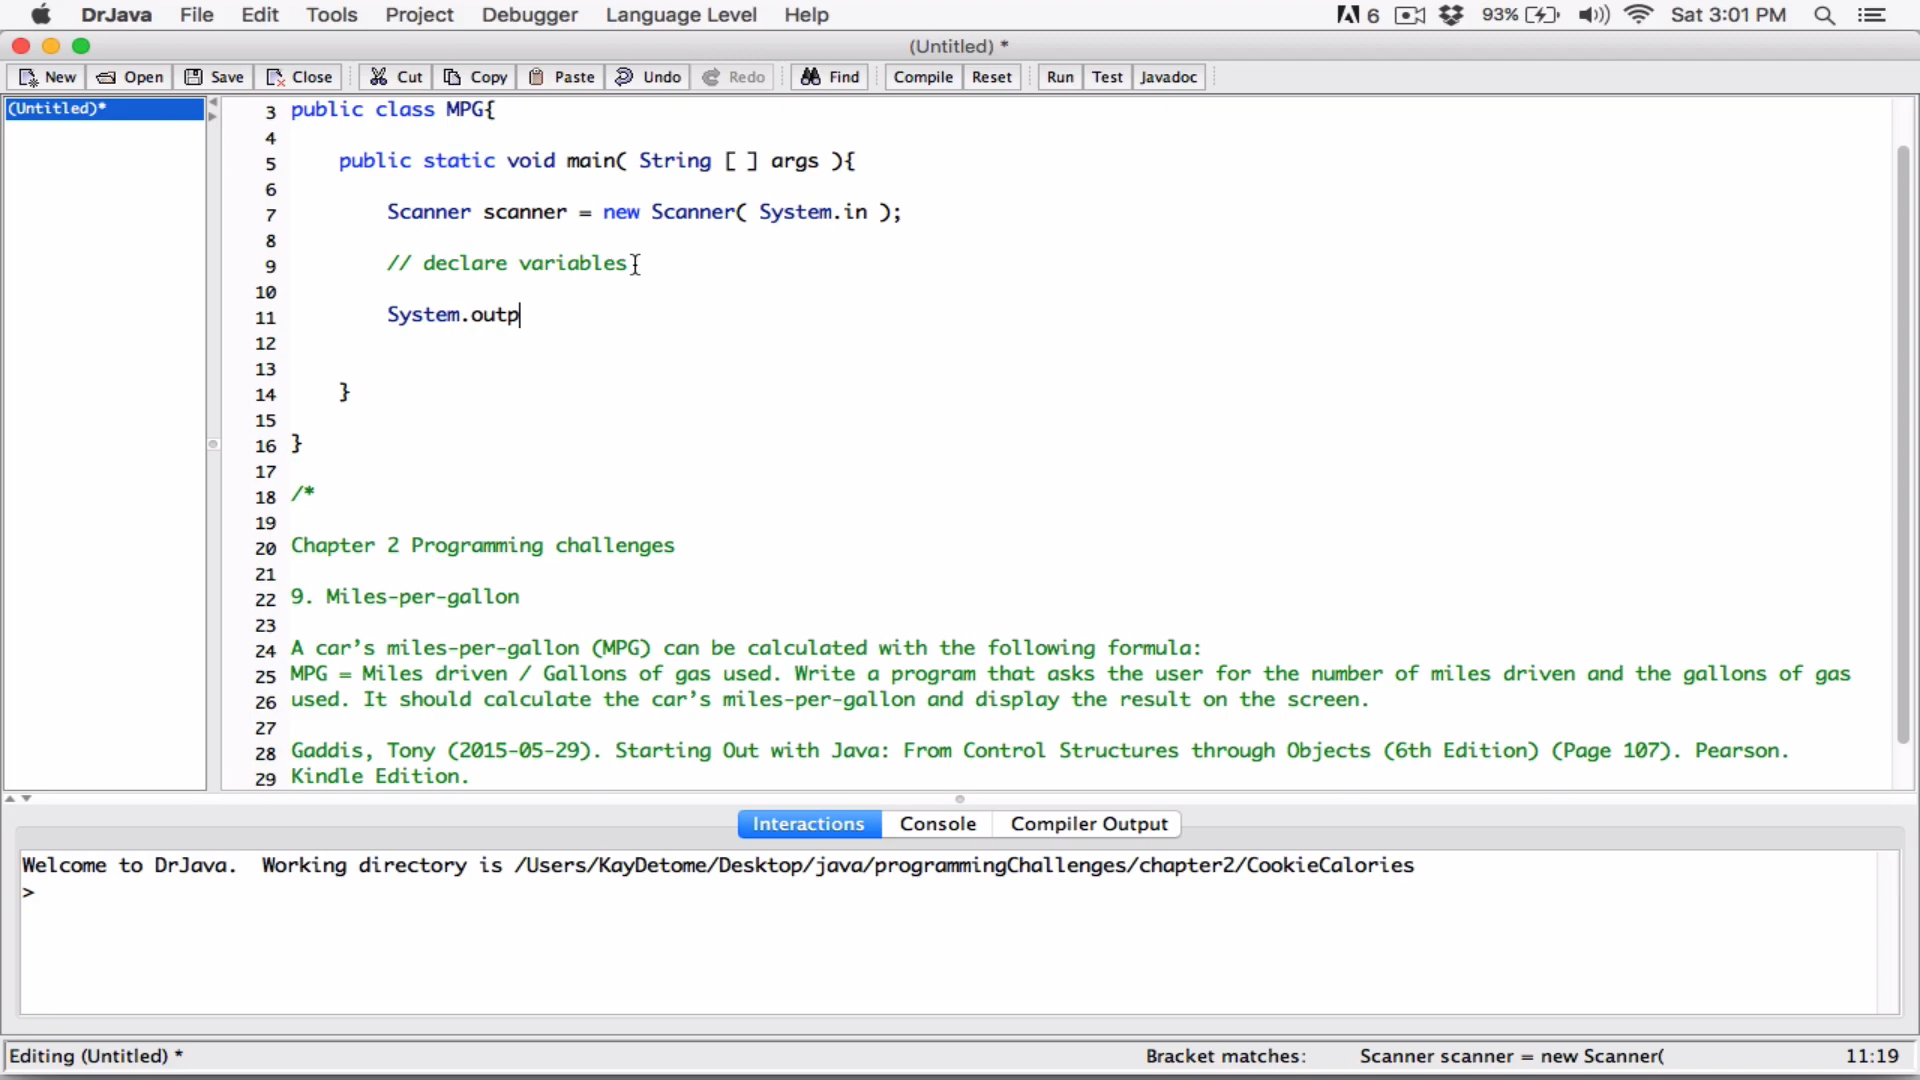 DrJava File Edit Tools Project Debugger Language Level Help 6 93% Sat 3:01 PM
(Untitled) *
New Open Save Close Cut Copy Paste Undo Redo Find Compile Reset Run Test Javadoc
(Untitled)*
3 public class MPG{
4
5 public static void main( String [ ] args ){
6
7 Scanner scanner = new Scanner( System.in );
8
9 // declare variables
10
11 System.outp
12
13
14 }
15
16 }
17
18 /*
19
20 Chapter 2 Programming challenges
21
22 9. Miles-per-gallon
23
24 A car’s miles-per-gallon (MPG) can be calculated with the following formula:
25 MPG = Miles driven / Gallons of gas used. Write a program that asks the user for the number of miles driven and the gallons of gas
26 used. It should calculate the car’s miles-per-gallon and display the result on the screen.
27
28 Gaddis, Tony (2015-05-29). Starting Out with Java: From Control Structures through Objects (6th Edition) (Page 107). Pearson.
29 Kindle Edition.
Interactions Console Compiler Output
Welcome to DrJava. Working directory is /Users/KayDetome/Desktop/java/programmingChallenges/chapter2/CookieCalories
>
Editing (Untitled) * Bracket matches: Scanner scanner = new Scanner( 11:19